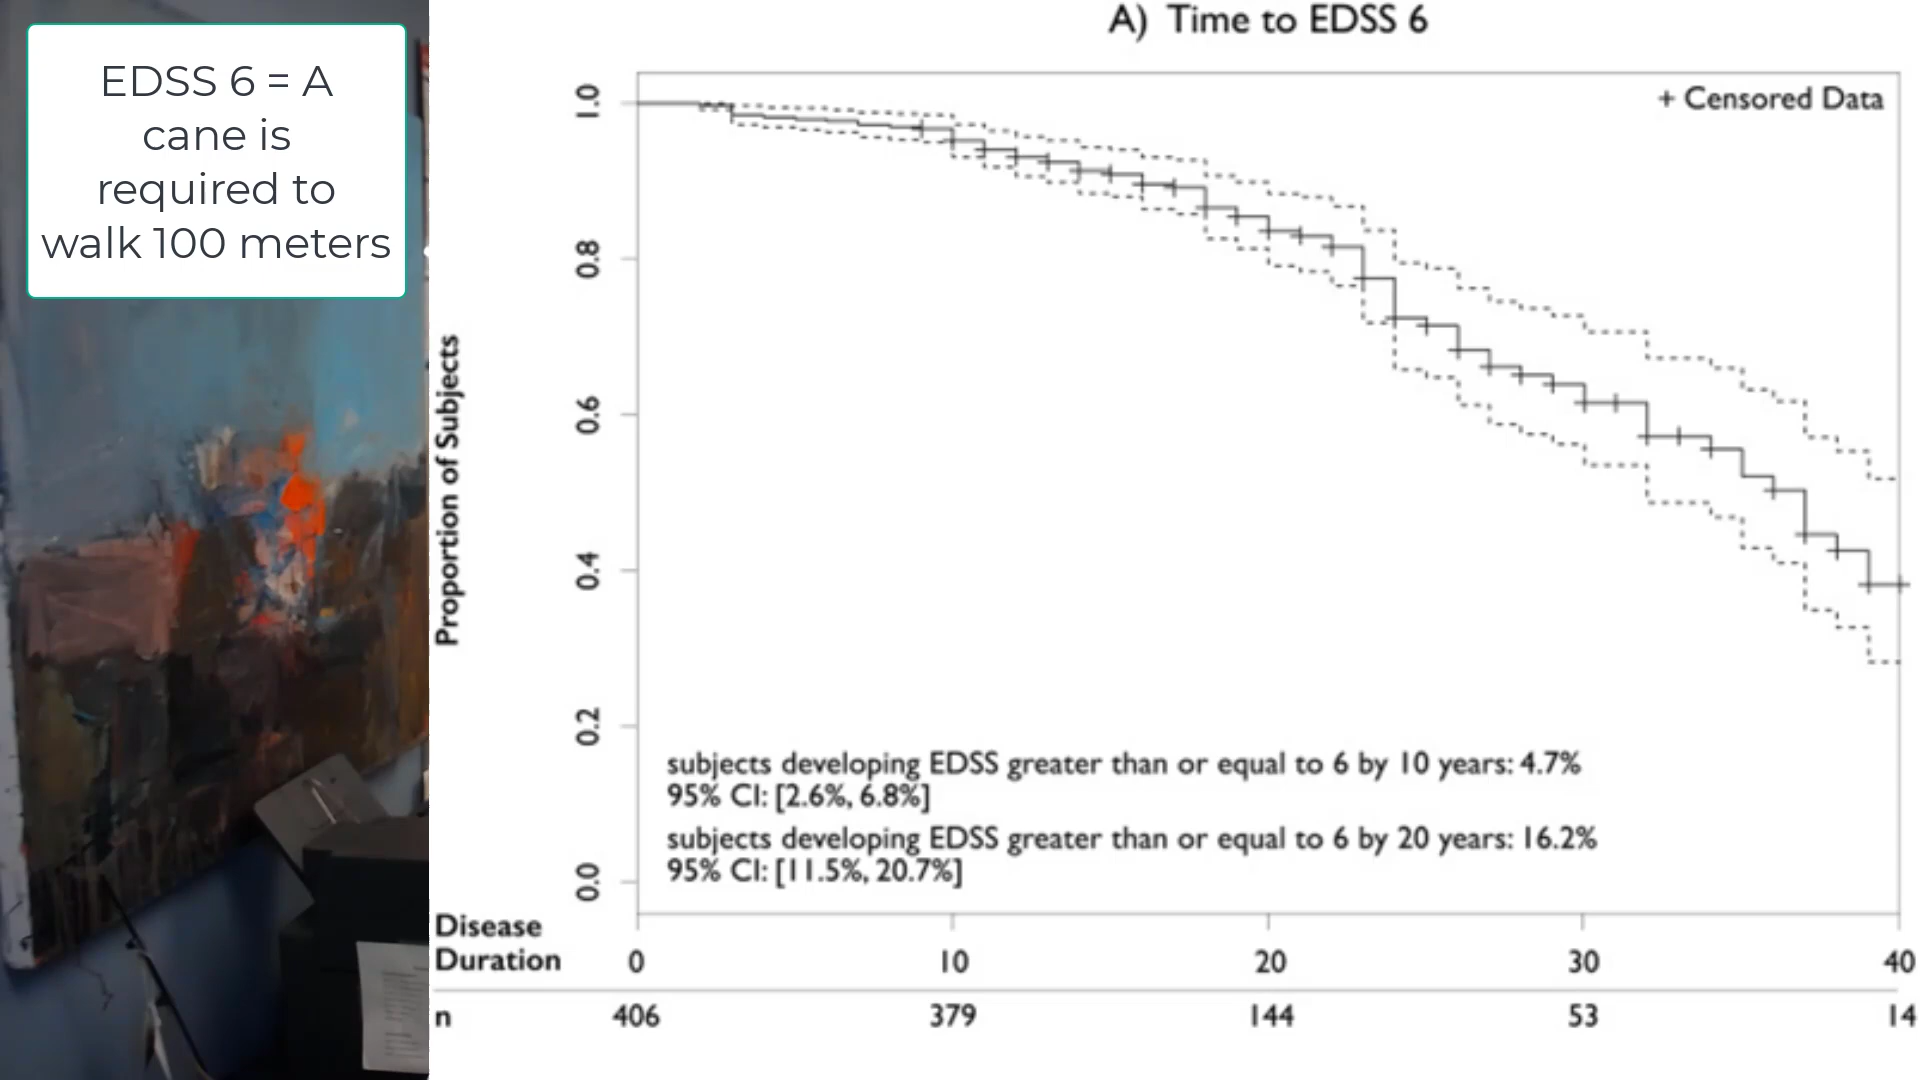 EDSS 6 = A
cane is
required to
walk 100 meters
A) Time to EDSS 6
+ Censored Data
Proportion of Subjects
1.0
0.8
0.6
0.4
0.2
0.0
subjects developing EDSS greater than or equal to 6 by 10 years: 4.7%
95% CI: [2.6%, 6.8%]
subjects developing EDSS greater than or equal to 6 by 20 years: 16.2%
95% CI: [11.5%, 20.7%]
Disease
Duration 0 10 20 30 40
n 406 379 144 53 14